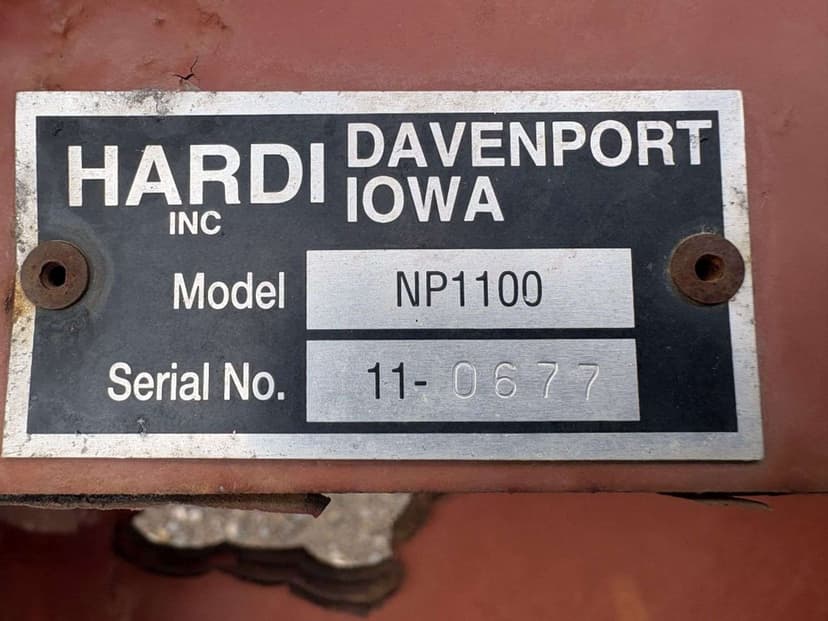 HARDI DAVENPORT
INC IOWA
Model NP1100
Serial No. 11- 0677